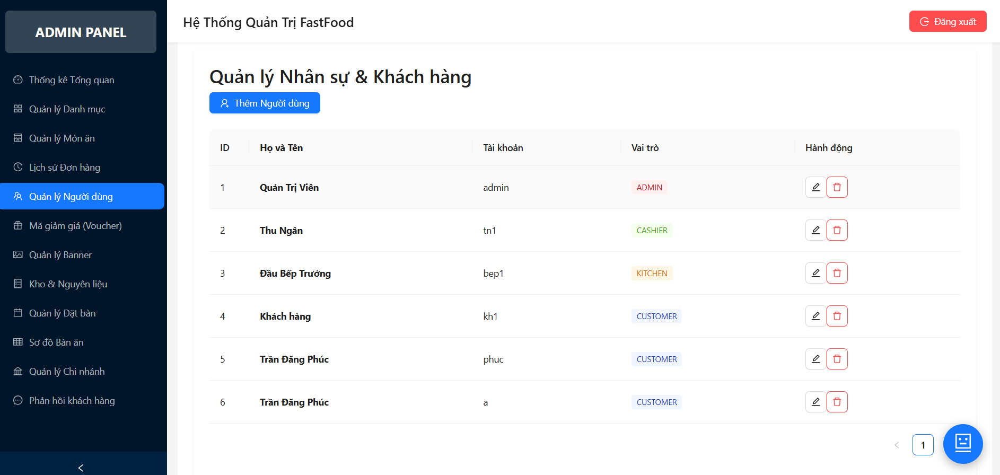 ADMIN PANEL
Thống kê Tổng quan
Quản lý Danh mục
Quản lý Món ăn
Lịch sử Đơn hàng
Quản lý Người dùng
Mã giảm giá (Voucher)
Quản lý Banner
Kho & Nguyên liệu
Quản lý Đặt bàn
Sơ đồ Bàn ăn
Quản lý Chi nhánh
Phản hồi khách hàng
Hệ Thống Quản Trị FastFood
Đăng xuất
Quản lý Nhân sự & Khách hàng
Thêm Người dùng
ID Họ và Tên Tài khoản Vai trò Hành động
1 Quản Trị Viên admin ADMIN
2 Thu Ngân tn1 CASHIER
3 Đầu Bếp Trưởng bep1 KITCHEN
4 Khách hàng kh1 CUSTOMER
5 Trần Đăng Phúc phuc CUSTOMER
6 Trần Đăng Phúc a CUSTOMER
1